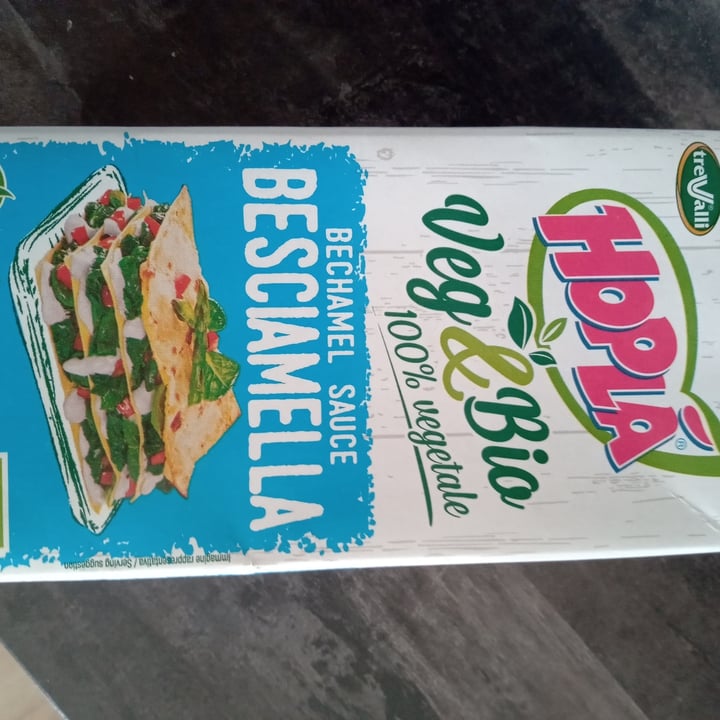 treValli®
HOPLÀ®
Veg & Bio
100% vegetale
BECHAMEL SAUCE
BESCIAMELLA
Immagine rappresentativa / Serving suggestion